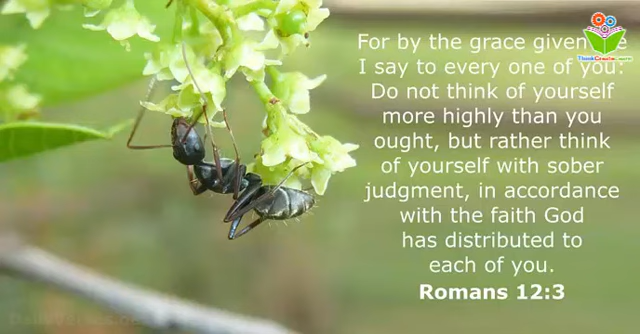 For by the grace given me
I say to every one of you:
Do not think of yourself
more highly than you
ought, but rather think
of yourself with sober
judgment, in accordance
with the faith God
has distributed to
each of you.
Romans 12:3